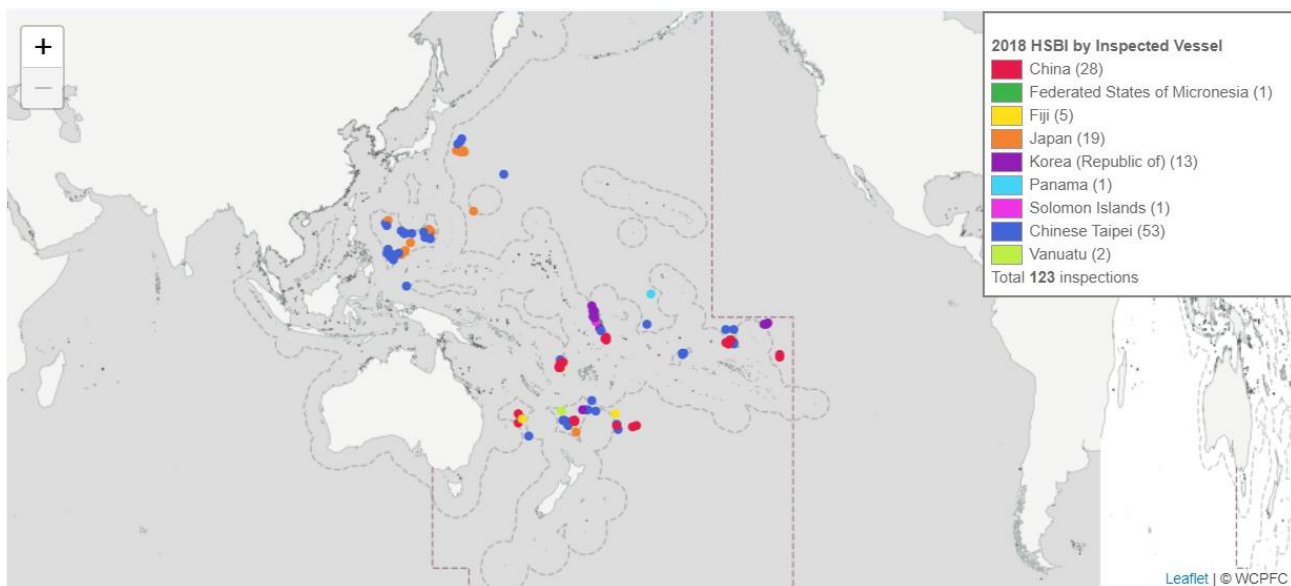 +
−
2018 HSBI by Inspected Vessel
China (28)
Federated States of Micronesia (1)
Fiji (5)
Japan (19)
Korea (Republic of) (13)
Panama (1)
Solomon Islands (1)
Chinese Taipei (53)
Vanuatu (2)
Total 123 inspections
Leaflet | © WCPFC